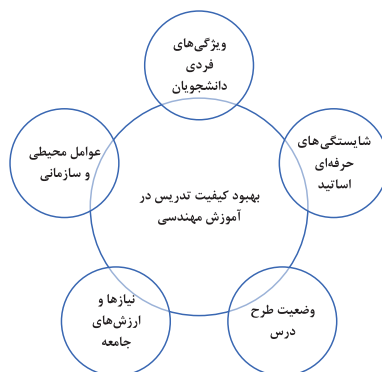 ویژگی‌های
فردی
دانشجویان
شایستگی‌های
حرفه‌ای
اساتید
عوامل محیطی
و سازمانی
بهبود کیفیت تدریس در
آموزش مهندسی
وضعیت طرح
درس
نیازها و
ارزش‌های
جامعه